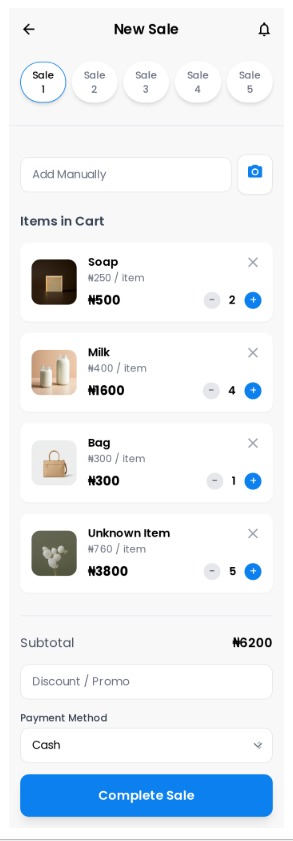 New Sale
Sale
1
Sale
2
Sale
3
Sale
4
Sale
5
Add Manually
Items in Cart
Soap
₦250 / item
₦500
- 2 +
Milk
₦400 / item
₦1600
- 4 +
Bag
₦300 / item
₦300
- 1 +
Unknown Item
₦760 / item
₦3800
- 5 +
Subtotal ₦6200
Discount / Promo
Payment Method
Cash
Complete Sale